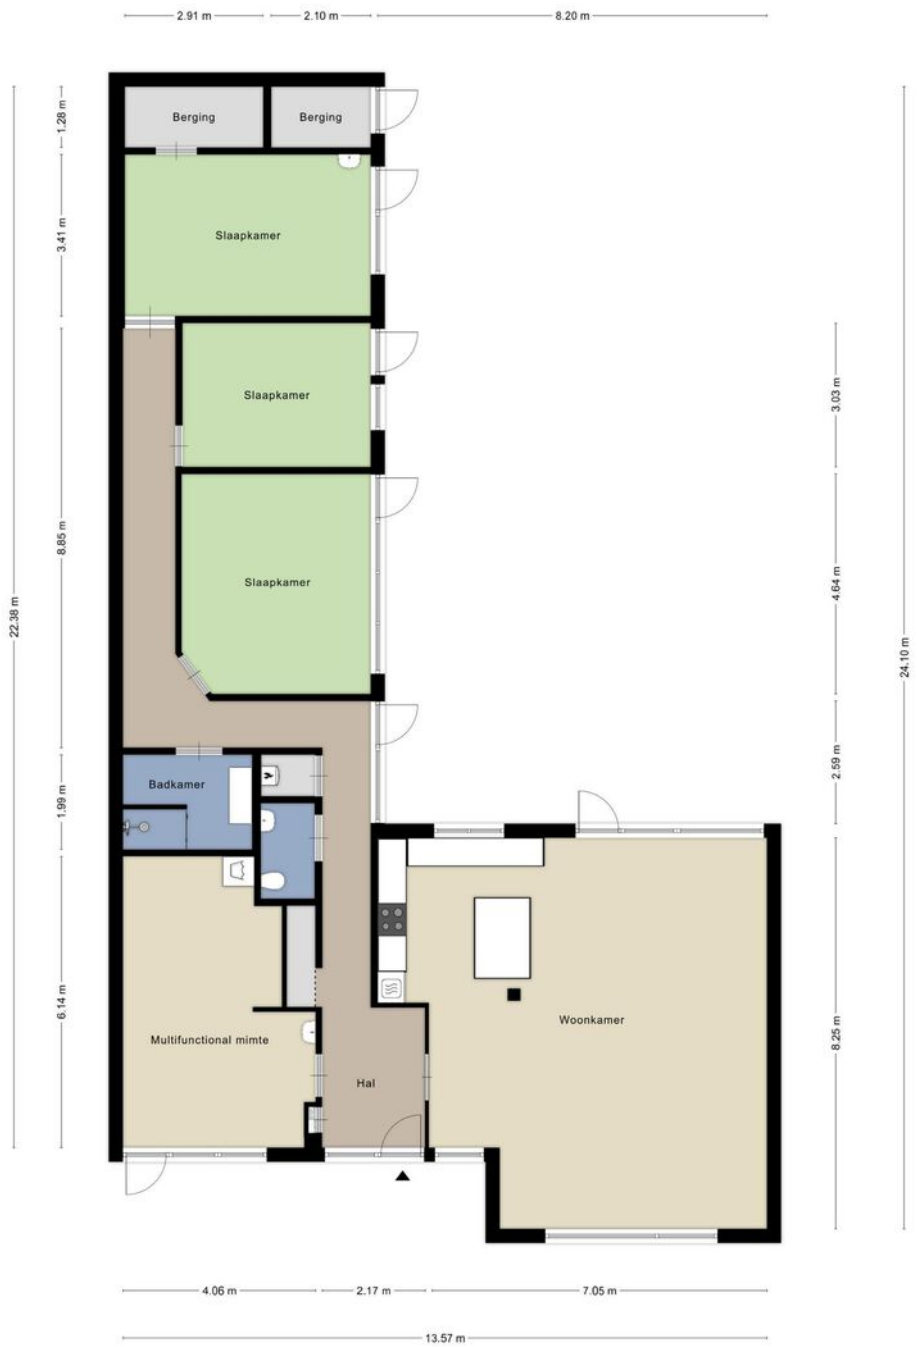 2.91 m
2.10 m
8.20 m
1.28 m
Berging
Berging
3.41 m
Slaapkamer
3.03 m
Slaapkamer
8.85 m
4.64 m
Slaapkamer
22.38 m
24.10 m
2.59 m
1.99 m
Badkamer
6.14 m
8.25 m
Woonkamer
Multifunctional mimte
Hal
4.06 m
2.17 m
7.05 m
13.57 m